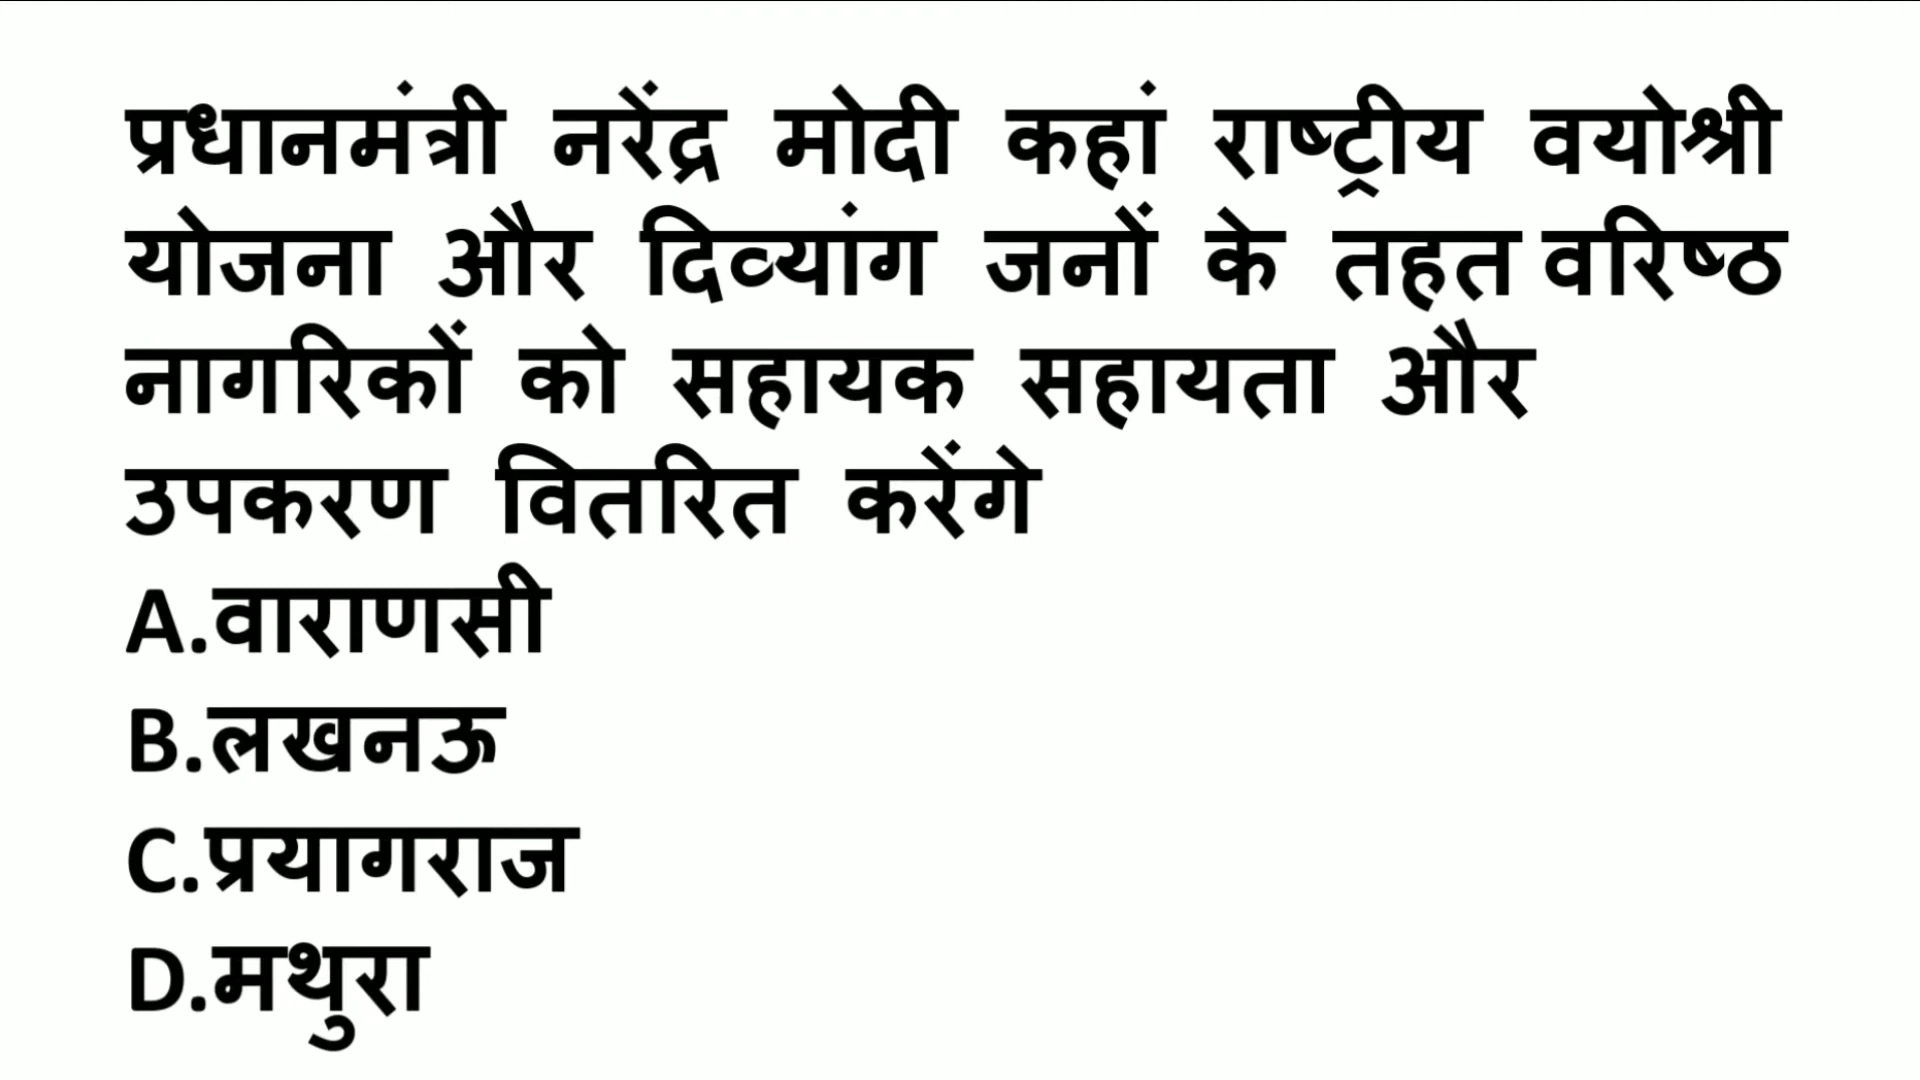 प्रधानमंत्री नरेंद्र मोदी कहां राष्ट्रीय वयोश्री
योजना और दिव्यांग जनों के तहत वरिष्ठ
नागरिकों को सहायक सहायता और
उपकरण वितरित करेंगे
A.वाराणसी
B.लखनऊ
C.प्रयागराज
D.मथुरा